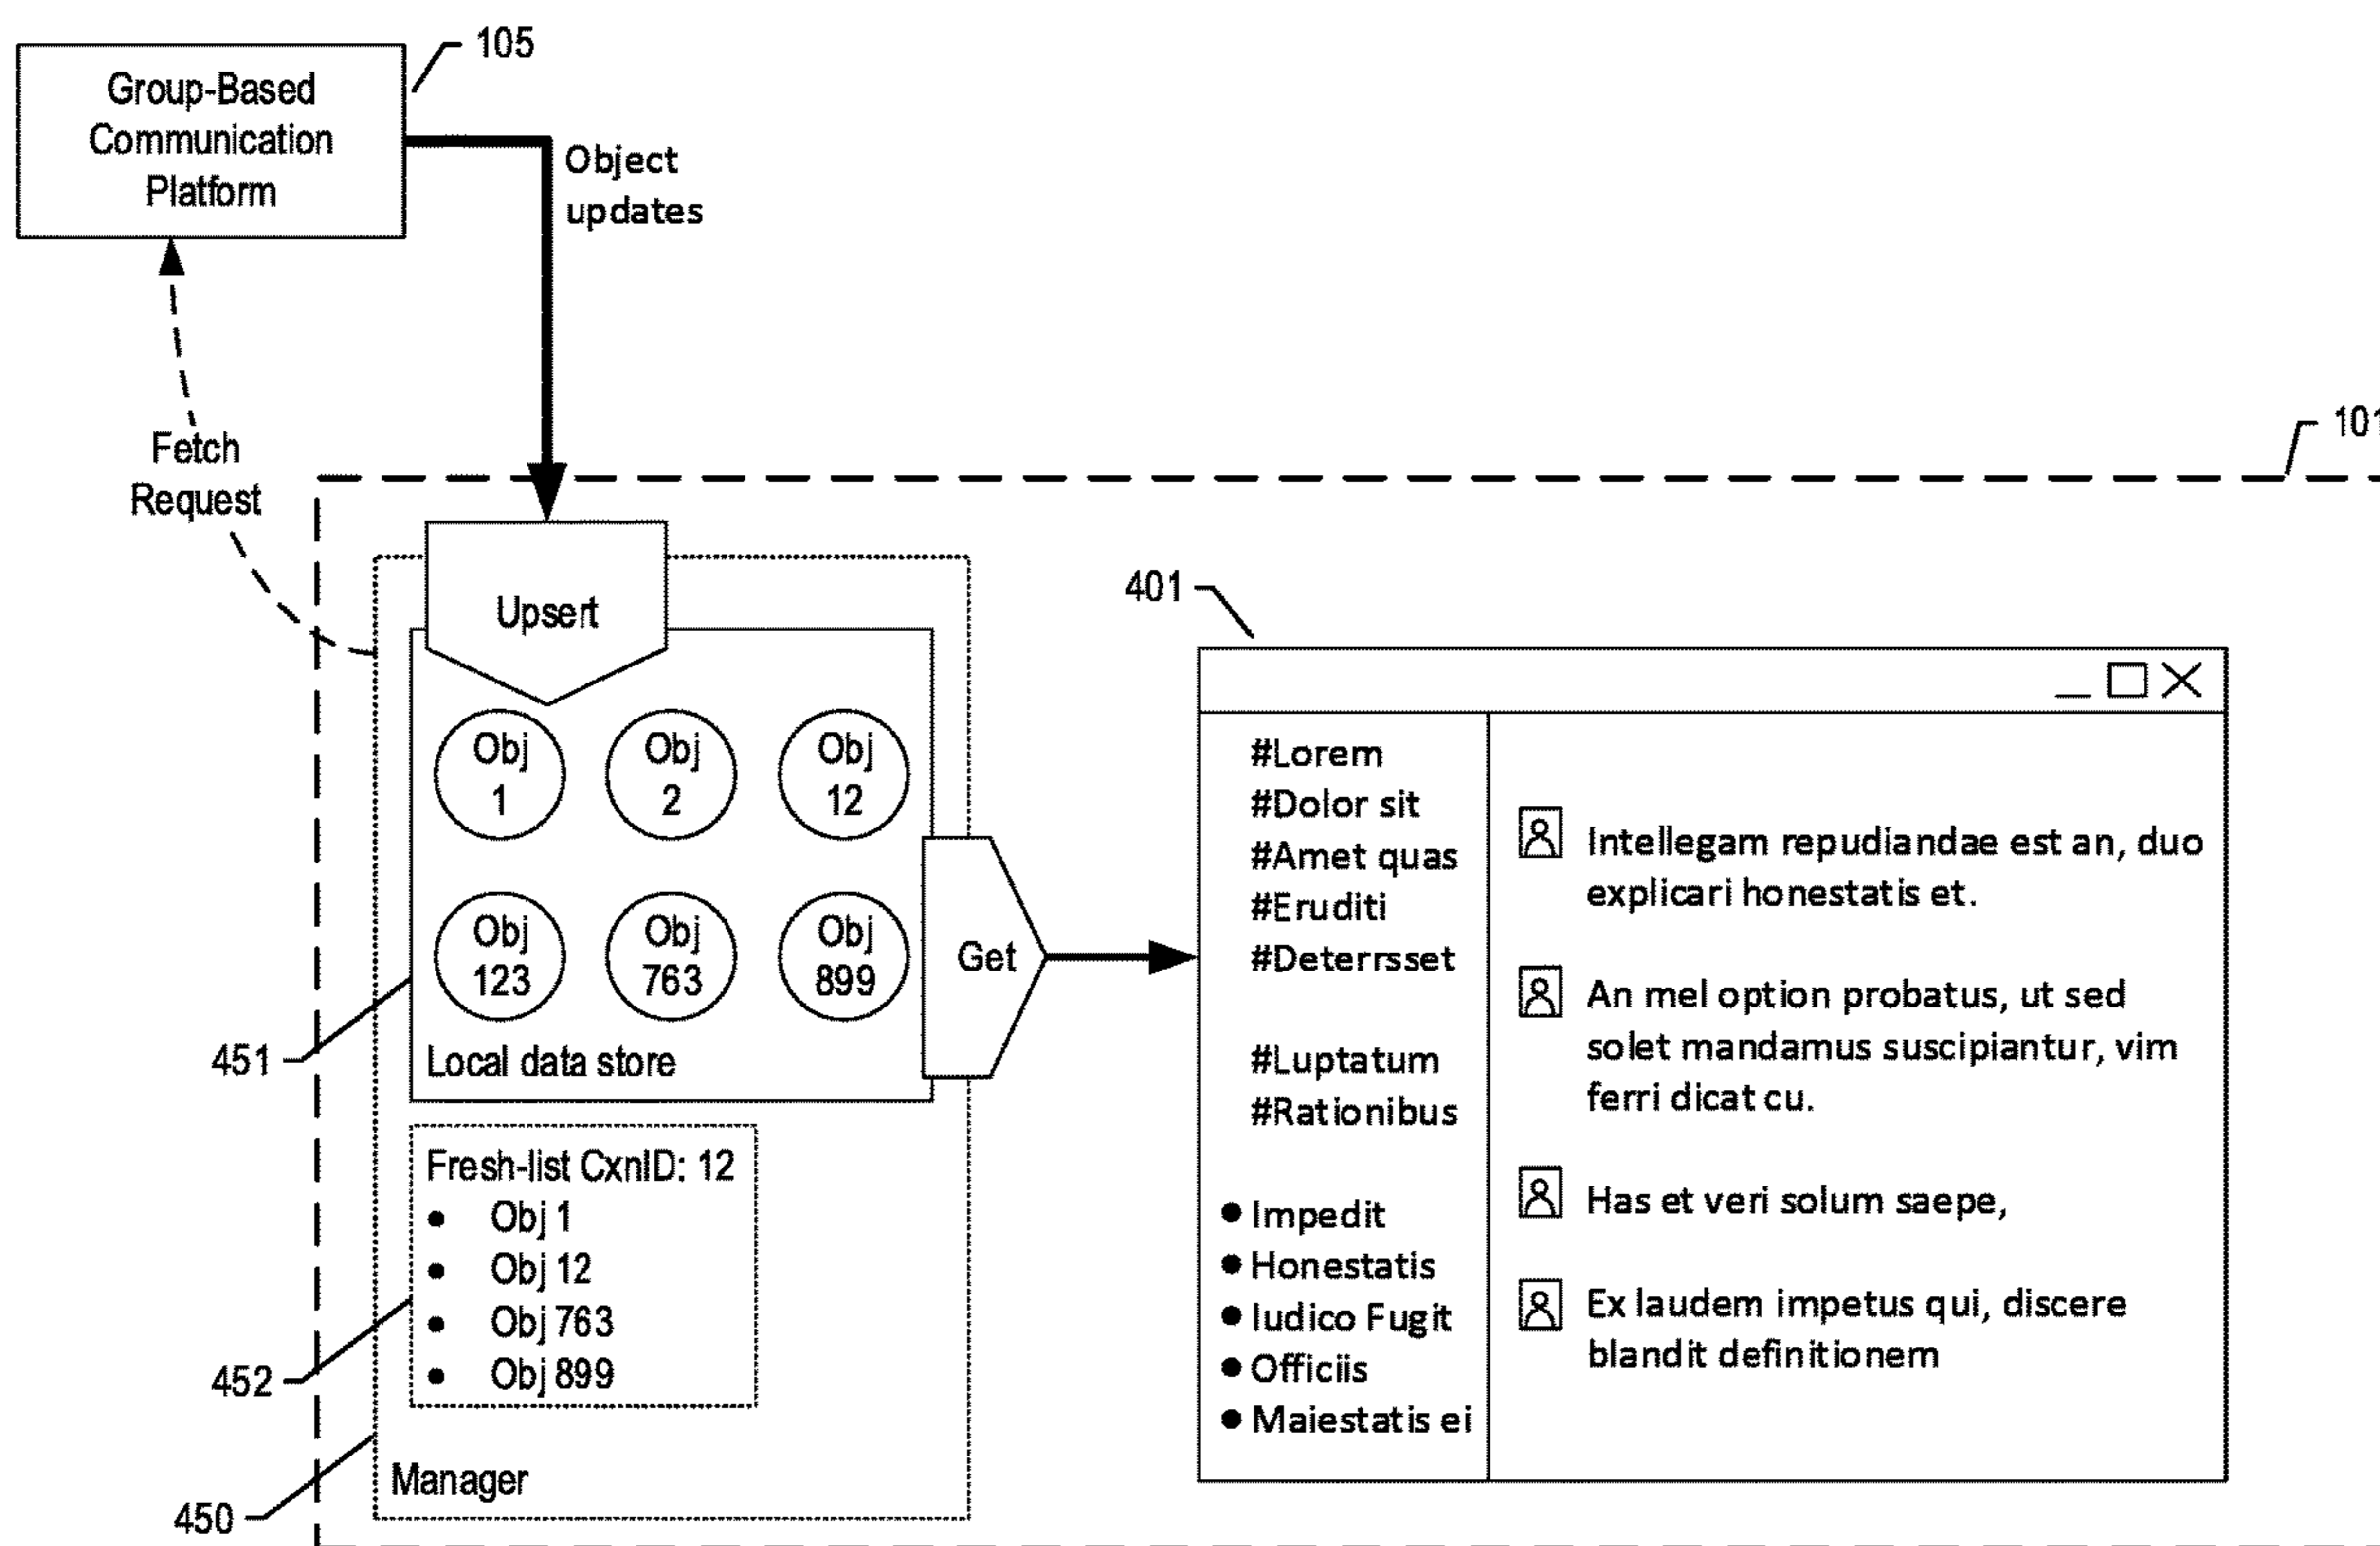 105
Group-Based
Communication
Platform
Object
updates
Fetch
Request
101
Upsert
401
Obj
1
Obj
2
Obj
12
Obj
123
Obj
763
Obj
899
Get
451
Local data store
Fresh-list CxnID: 12
• Obj 1
• Obj 12
• Obj 763
• Obj 899
452
Manager
450
#Lorem
#Dolor sit
#Amet quas
#Eruditi
#Deterrsset
#Luptatum
#Rationibus
• Impedit
• Honestatis
• Iudico Fugit
• Officiis
• Maiestatis ei
Intellegam repudiandae est an, duo
explicari honestatis et.
An mel option probatus, ut sed
solet mandamus suscipiantur, vim
ferri dicat cu.
Has et veri solum saepe,
Ex laudem impetus qui, discere
blandit definitionem